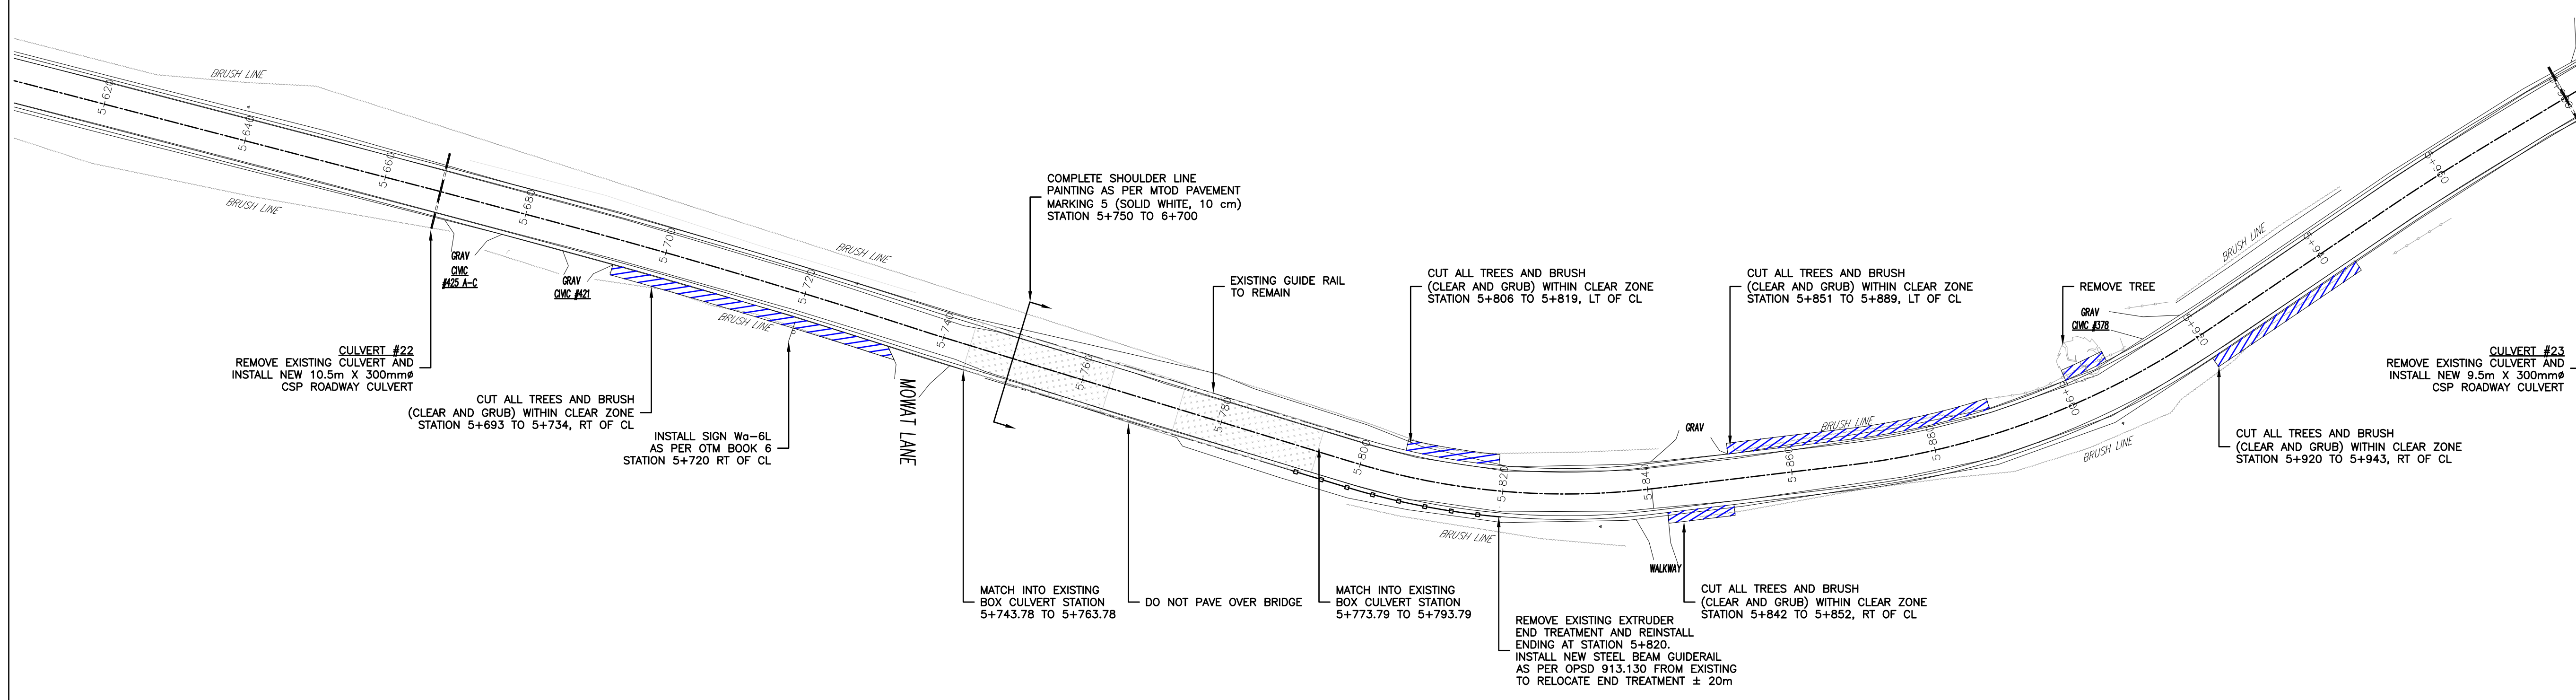 BRUSH LINE
BRUSH LINE
5+620
5+640
5+660
5+680
5+700
5+720
5+740
5+760
5+780
5+800
5+820
5+840
5+860
5+880
5+900
5+920
5+940
5+960
GRAV
CIVIC
#425 A-C
GRAV
CIVIC #421
CULVERT #22
REMOVE EXISTING CULVERT AND
INSTALL NEW 10.5m X 300mmø
CSP ROADWAY CULVERT
CUT ALL TREES AND BRUSH
(CLEAR AND GRUB) WITHIN CLEAR ZONE
STATION 5+693 TO 5+734, RT OF CL
BRUSH LINE
INSTALL SIGN Wa-6L
AS PER OTM BOOK 6
STATION 5+720 RT OF CL
BRUSH LINE
MOWAT LANE
COMPLETE SHOULDER LINE
PAINTING AS PER MTOD PAVEMENT
MARKING 5 (SOLID WHITE, 10 cm)
STATION 5+750 TO 6+700
EXISTING GUIDE RAIL
TO REMAIN
CUT ALL TREES AND BRUSH
(CLEAR AND GRUB) WITHIN CLEAR ZONE
STATION 5+806 TO 5+819, LT OF CL
CUT ALL TREES AND BRUSH
(CLEAR AND GRUB) WITHIN CLEAR ZONE
STATION 5+851 TO 5+889, LT OF CL
GRAV
BRUSH LINE
REMOVE TREE
GRAV
CIVIC #378
BRUSH LINE
CULVERT #23
REMOVE EXISTING CULVERT AND
INSTALL NEW 9.5m X 300mmø
CSP ROADWAY CULVERT
BRUSH LINE
CUT ALL TREES AND BRUSH
(CLEAR AND GRUB) WITHIN CLEAR ZONE
STATION 5+920 TO 5+943, RT OF CL
BRUSH LINE
WALKWAY
MATCH INTO EXISTING
BOX CULVERT STATION
5+743.78 TO 5+763.78
DO NOT PAVE OVER BRIDGE
MATCH INTO EXISTING
BOX CULVERT STATION
5+773.79 TO 5+793.79
REMOVE EXISTING EXTRUDER
END TREATMENT AND REINSTALL
ENDING AT STATION 5+820.
INSTALL NEW STEEL BEAM GUIDERAIL
AS PER OPSD 913.130 FROM EXISTING
TO RELOCATE END TREATMENT ± 20m
CUT ALL TREES AND BRUSH
(CLEAR AND GRUB) WITHIN CLEAR ZONE
STATION 5+842 TO 5+852, RT OF CL